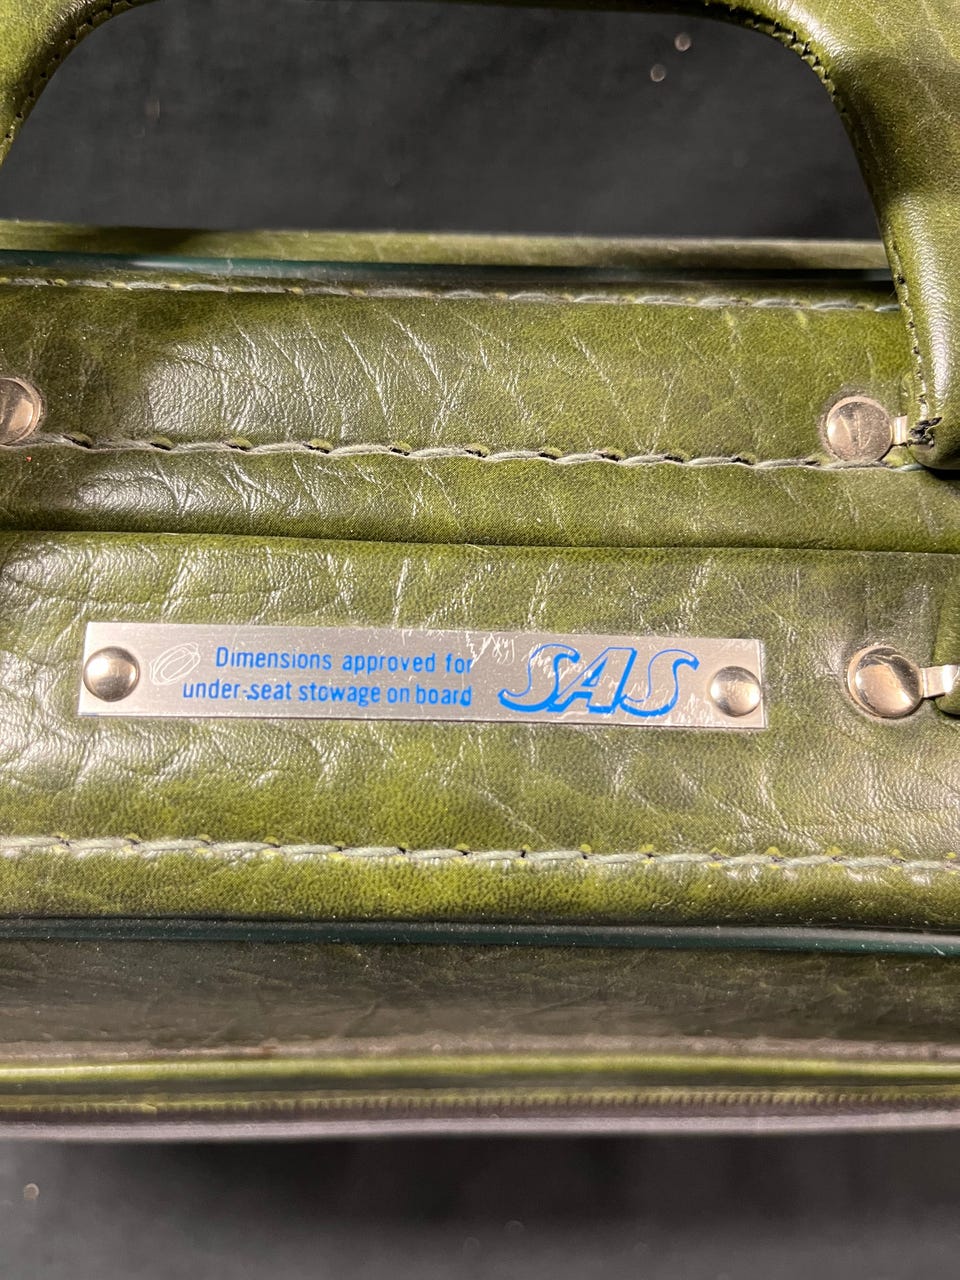 Dimensions approved for
under-seat stowage on board
SAS